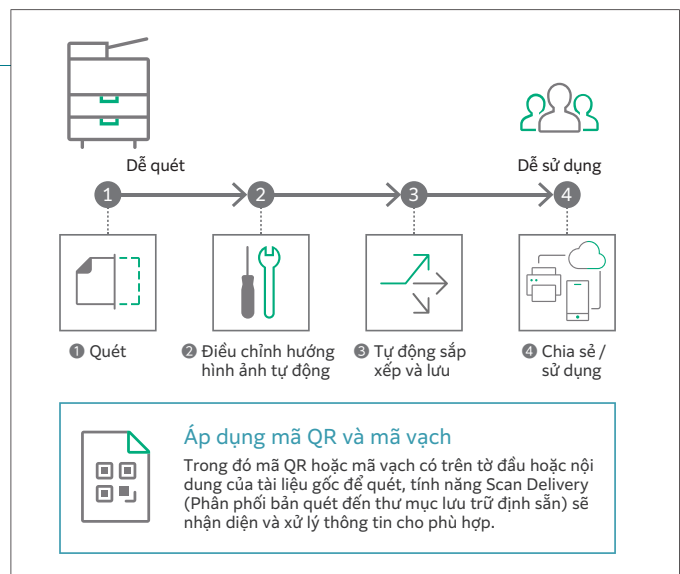 Dễ quét
Dễ sử dụng
1
2
3
4
❶ Quét
❷ Điều chỉnh hướng
hình ảnh tự động
❸ Tự động sắp
xếp và lưu
❹ Chia sẻ /
sử dụng
Áp dụng mã QR và mã vạch
Trong đó mã QR hoặc mã vạch có trên tờ đầu hoặc nội
dung của tài liệu gốc để quét, tính năng Scan Delivery
(Phân phối bản quét đến thư mục lưu trữ định sẵn) sẽ
nhận diện và xử lý thông tin cho phù hợp.